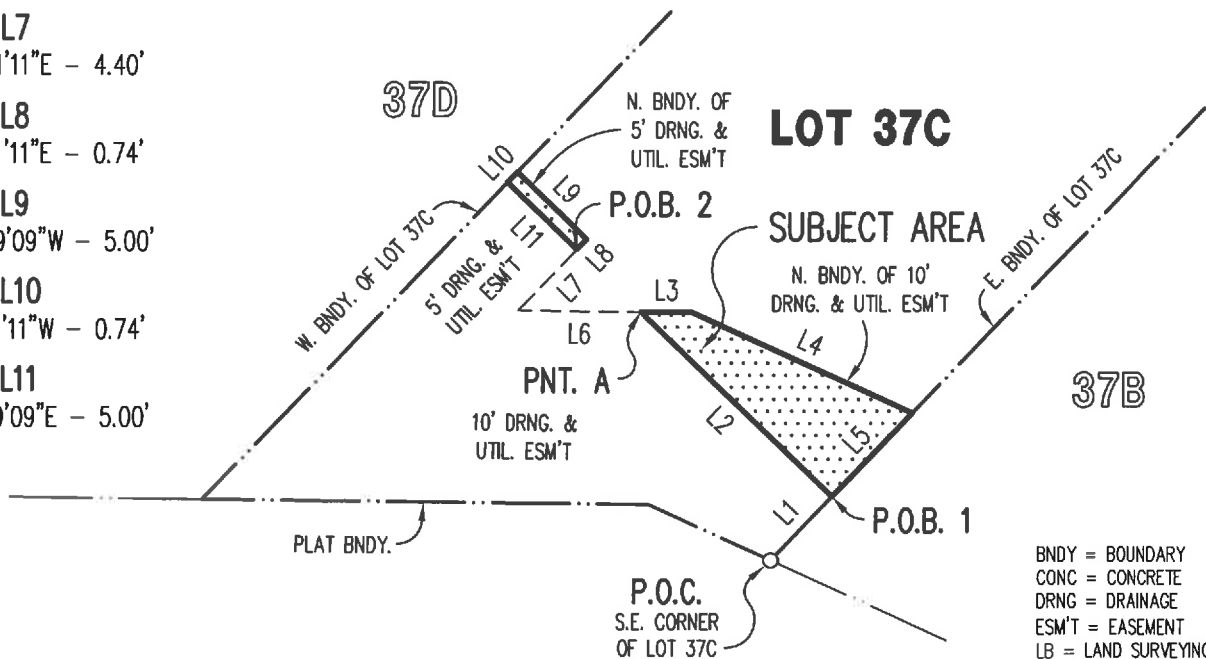 L7
1'11"E - 4.40'
L8
'11"E - 0.74'
L9
9'09"W - 5.00'
L10
'11"W - 0.74'
L11
9'09"E - 5.00'
37D
N. BNDY. OF
5' DRNG. &
UTIL. ESM'T
LOT 37C
L10
L9
P.O.B. 2
L11
L8
W. BNDY. OF LOT 37C
5' DRNG. &
UTIL. ESM'T
L7
L6
SUBJECT AREA
N. BNDY. OF 10'
DRNG. & UTIL. ESM'T
E. BNDY. OF LOT 37C
L3
L4
PNT. A
10' DRNG. &
UTIL. ESM'T
L2
L5
37B
L1
P.O.B. 1
PLAT BNDY.
P.O.C.
S.E. CORNER
OF LOT 37C
BNDY = BOUNDARY
CONC = CONCRETE
DRNG = DRAINAGE
ESM'T = EASEMENT
LB = LAND SURVEYING